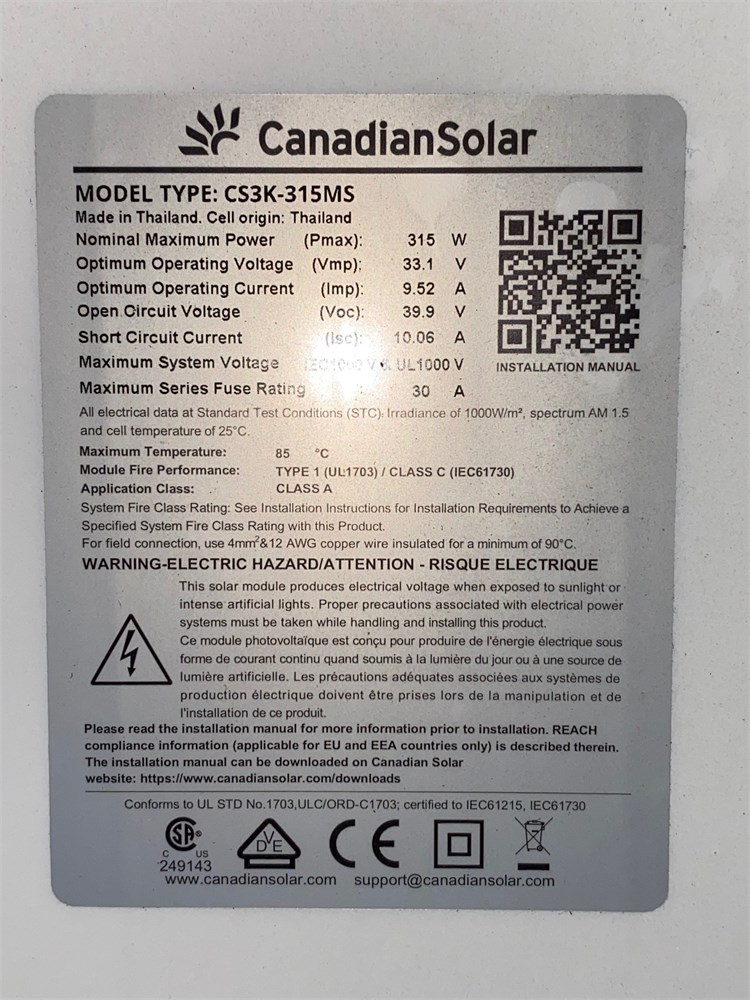 CanadianSolar
MODEL TYPE: CS3K-315MS
Made in Thailand. Cell origin: Thailand
Nominal Maximum Power (Pmax): 315 W
Optimum Operating Voltage (Vmp): 33.1 V
Optimum Operating Current (Imp): 9.52 A
Open Circuit Voltage (Voc): 39.9 V
Short Circuit Current (Isc): 10.06 A
Maximum System Voltage IEC1000 V & UL1000 V
Maximum Series Fuse Rating 30 A
INSTALLATION MANUAL
All electrical data at Standard Test Conditions (STC), Irradiance of 1000W/m², spectrum AM 1.5
and cell temperature of 25°C.
Maximum Temperature: 85 °C
Module Fire Performance: TYPE 1 (UL1703) / CLASS C (IEC61730)
Application Class: CLASS A
System Fire Class Rating: See Installation Instructions for Installation Requirements to Achieve a
Specified System Fire Class Rating with this Product.
For field connection, use 4mm²&12 AWG copper wire insulated for a minimum of 90°C.
WARNING-ELECTRIC HAZARD/ATTENTION - RISQUE ELECTRIQUE
This solar module produces electrical voltage when exposed to sunlight or
intense artificial lights. Proper precautions associated with electrical power
systems must be taken while handling and installing this product.
Ce module photovoltaïque est conçu pour produire de l'énergie électrique sous
forme de courant continu quand soumis à la lumière du jour ou à une source de
lumière artificielle. Les précautions adéquates associées aux systèmes de
production électrique doivent être prises lors de la manipulation et de
l'installation de ce produit.
Please read the installation manual for more information prior to installation. REACH
compliance information (applicable for EU and EEA countries only) is described therein.
The installation manual can be downloaded on Canadian Solar
website: https://www.canadiansolar.com/downloads
Conforms to UL STD No.1703,ULC/ORD-C1703; certified to IEC61215, IEC61730
SA ®
C US
249143
VDE
CE
www.canadiansolar.com support@canadiansolar.com